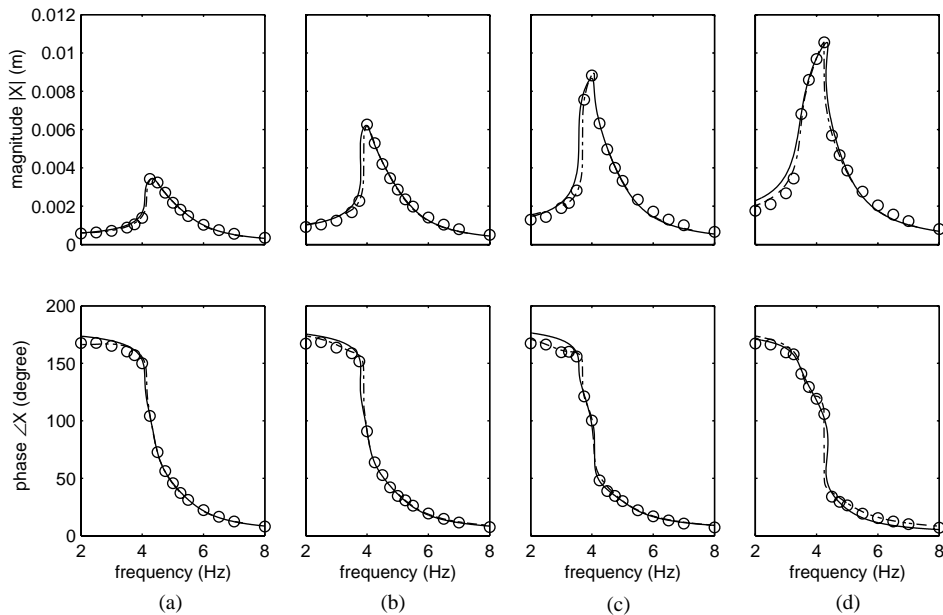 0.012
0.01
0.008
0.006
0.004
0.002
0
magnitude |X| (m)
200
150
100
50
0
phase ∠X (degree)
2 4 6 8
2 4 6 8
2 4 6 8
2 4 6 8
frequency (Hz)
frequency (Hz)
frequency (Hz)
frequency (Hz)
(a)
(b)
(c)
(d)